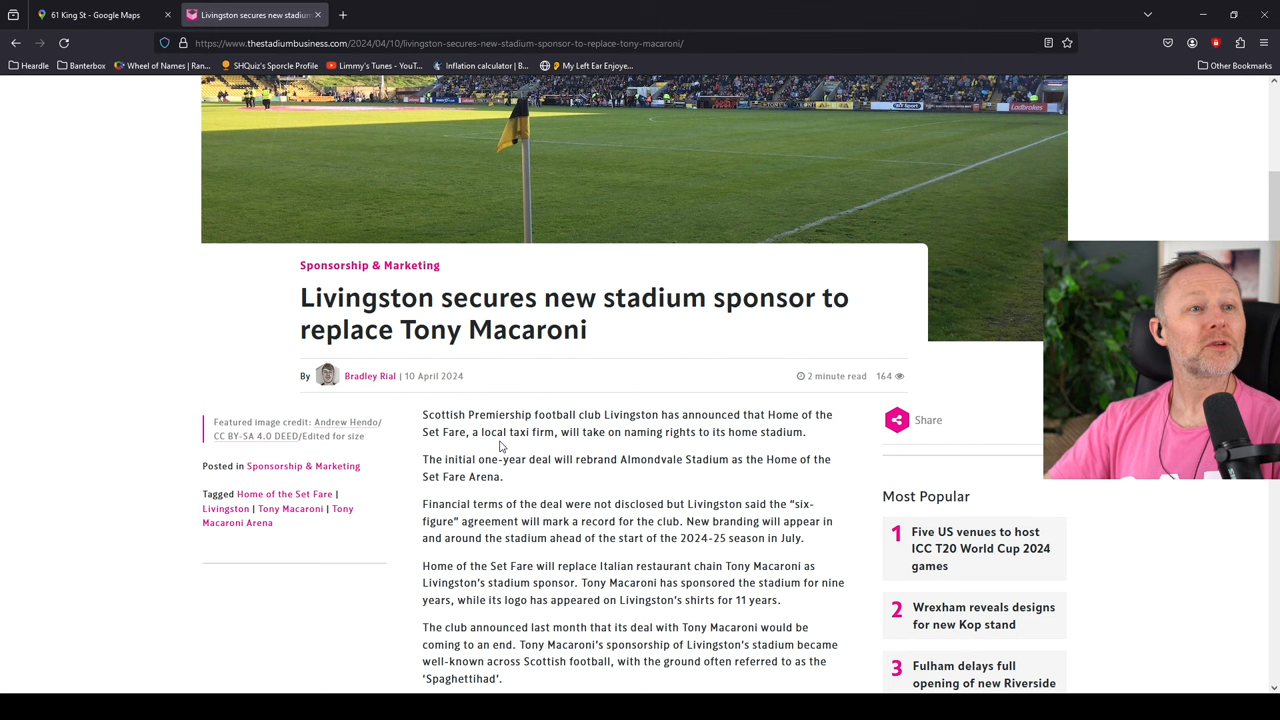 61 King St - Google Maps
Livingston secures new stadium
https://www.thestadiumbusiness.com/2024/04/10/livingston-secures-new-stadium-sponsor-to-replace-tony-macaroni/
Heardle
Banterbox
Wheel of Names | Ran...
SHQuiz's Sporcle Profile
Limmy's Tunes - YouT...
Inflation calculator | B...
My Left Ear Enjoye...
Other Bookmarks
BT Sport
Ladbrokes
Sponsorship & Marketing
Livingston secures new stadium sponsor to
replace Tony Macaroni
By Bradley Rial | 10 April 2024
2 minute read 164
Featured image credit: Andrew Hendo/
CC BY-SA 4.0 DEED/Edited for size
Posted in Sponsorship & Marketing
Tagged Home of the Set Fare |
Livingston | Tony Macaroni | Tony
Macaroni Arena
Scottish Premiership football club Livingston has announced that Home of the
Set Fare, a local taxi firm, will take on naming rights to its home stadium.
The initial one-year deal will rebrand Almondvale Stadium as the Home of the
Set Fare Arena.
Financial terms of the deal were not disclosed but Livingston said the “six-
figure” agreement will mark a record for the club. New branding will appear in
and around the stadium ahead of the start of the 2024-25 season in July.
Home of the Set Fare will replace Italian restaurant chain Tony Macaroni as
Livingston’s stadium sponsor. Tony Macaroni has sponsored the stadium for nine
years, while its logo has appeared on Livingston’s shirts for 11 years.
The club announced last month that its deal with Tony Macaroni would be
coming to an end. Tony Macaroni’s sponsorship of Livingston’s stadium became
well-known across Scottish football, with the ground often referred to as the
‘Spaghettihad’.
Share
Most Popular
1 Five US venues to host
ICC T20 World Cup 2024
games
2 Wrexham reveals designs
for new Kop stand
3 Fulham delays full
opening of new Riverside